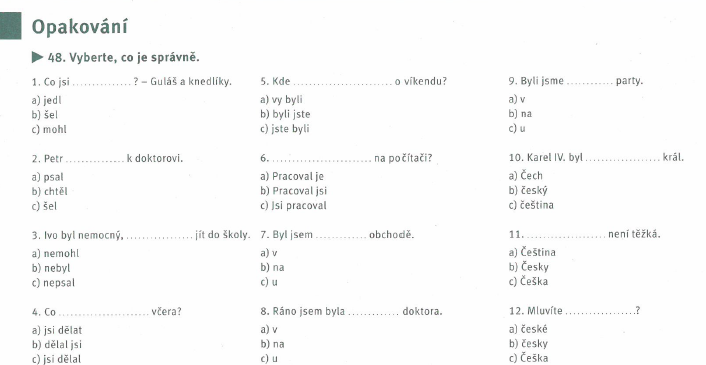 Opakování
▶ 48. Vyberte, co je správně.
1. Co jsi ............... ? – Guláš a knedlíky.
a) jedl
b) šel
c) mohl
2. Petr ............... k doktorovi.
a) psal
b) chtěl
c) šel
3. Ivo byl nemocný, ................. jít do školy.
a) nemohl
b) nebyl
c) nepsal
4. Co ....................... včera?
a) jsi dělat
b) dělal jsi
c) jsi dělal
5. Kde ......................... o víkendu?
a) vy byli
b) byli jste
c) jste byli
6. ......................... na počítači?
a) Pracoval je
b) Pracoval jsi
c) Jsi pracoval
7. Byl jsem ............. obchodě.
a) v
b) na
c) u
8. Ráno jsem byla ............. doktora.
a) v
b) na
c) u
9. Byli jsme ............ party.
a) v
b) na
c) u
10. Karel IV. byl ................... král.
a) Čech
b) český
c) čeština
11. .................... není těžká.
a) Čeština
b) Česky
c) Češka
12. Mluvíte ..................?
a) české
b) česky
c) Češka